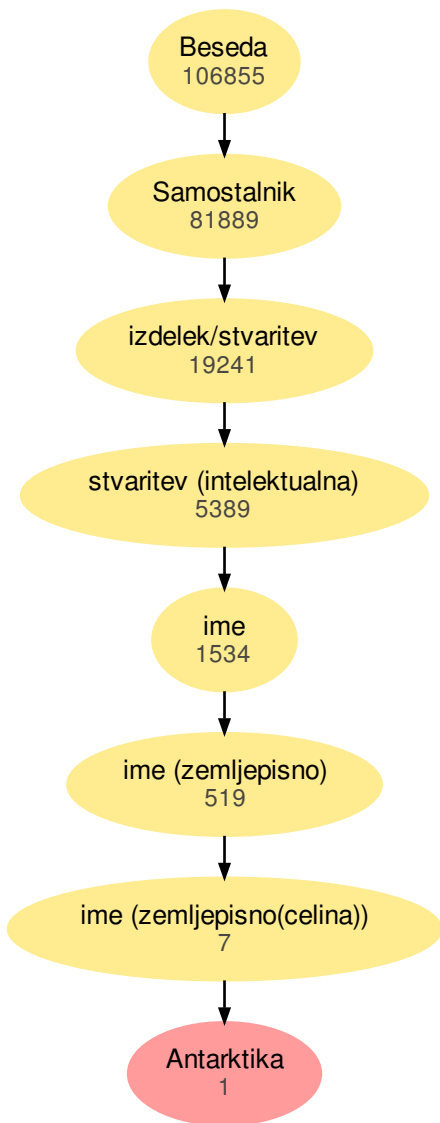 Beseda
106855
Samostalnik
81889
izdelek/stvaritev
19241
stvaritev (intelektualna)
5389
ime
1534
ime (zemljepisno)
519
ime (zemljepisno(celina))
7
Antarktika
1